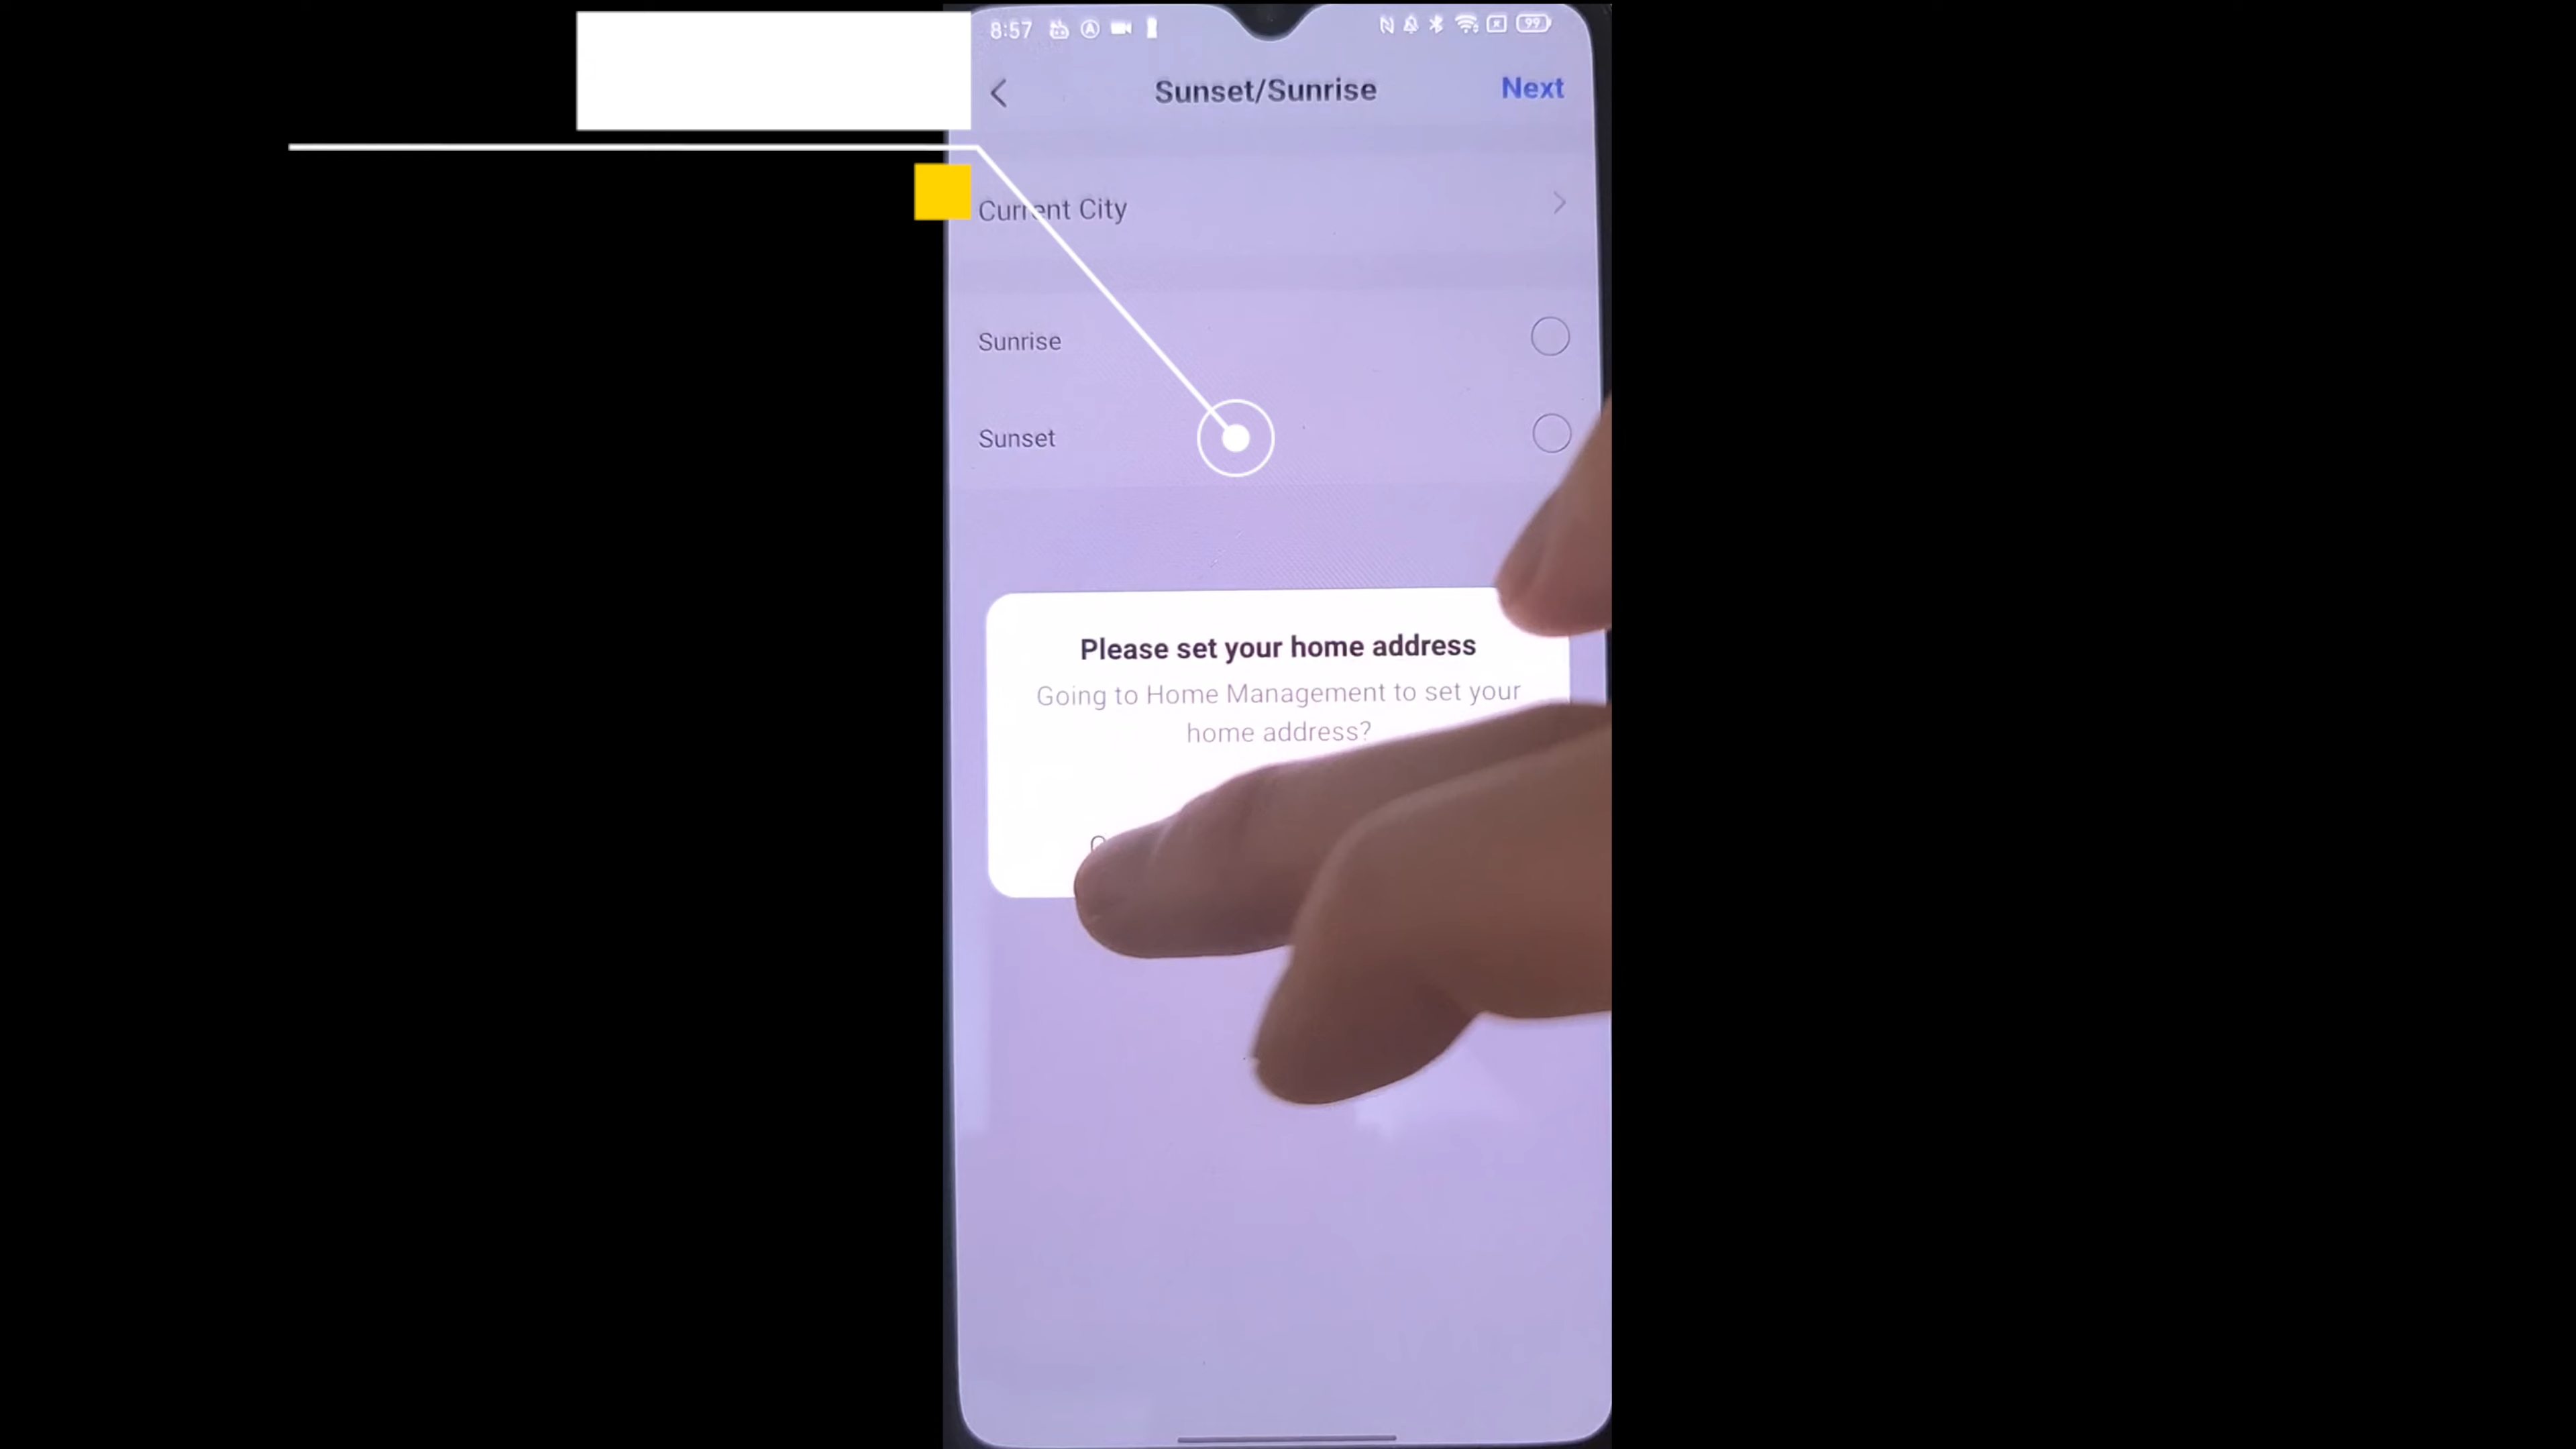 8:57
99
Sunset/Sunrise
Next
Current City
Sunrise
Sunset
Please set your home address
Going to Home Management to set your
home address?